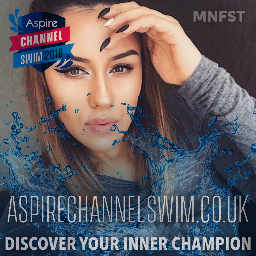 Aspire
CHANNEL
SWIM 2018
MNFST
ASPIRECHANNELSWIM.CO.UK
DISCOVER YOUR INNER CHAMPION